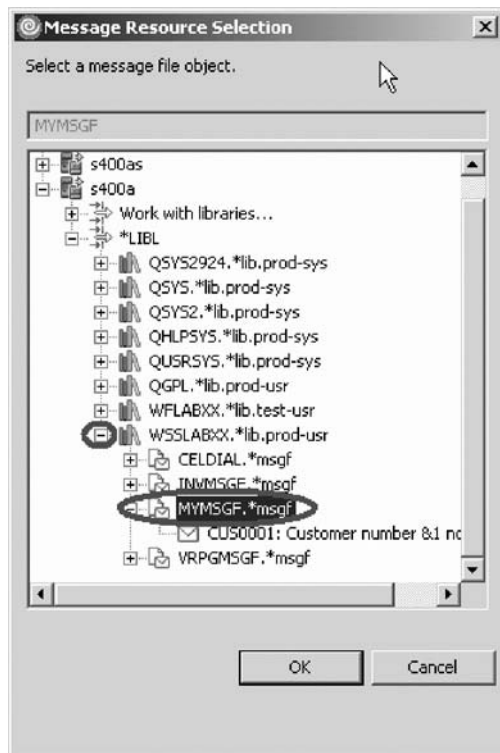 Message Resource Selection
Select a message file object.
MYMSGF
s400as
s400a
Work with libraries...
*LIBL
QSYS2924.*lib.prod-sys
QSYS.*lib.prod-sys
QSYS2.*lib.prod-sys
QHLPSYS.*lib.prod-sys
QUSRSYS.*lib.prod-sys
QGPL.*lib.prod-usr
WFLABXX.*lib.test-usr
WSSLABXX.*lib.prod-usr
CELDIAL.*msgf
INVMSGF.*msgf
MYMSGF.*msgf
CUS0001: Customer number &1 no
VRPGMSGF.*msgf
OK
Cancel